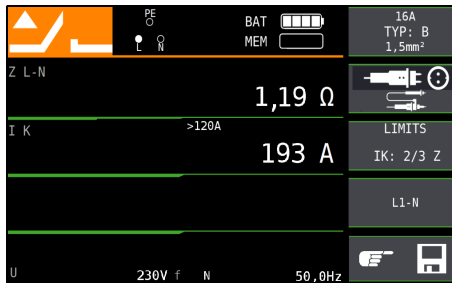 PE
L N
BAT
MEM
16A
TYP: B
1,5mm²
Z L-N
1,19 Ω
I K
>120A
193 A
LIMITS
IK: 2/3 Z
L1-N
U 230V f N 50,0Hz